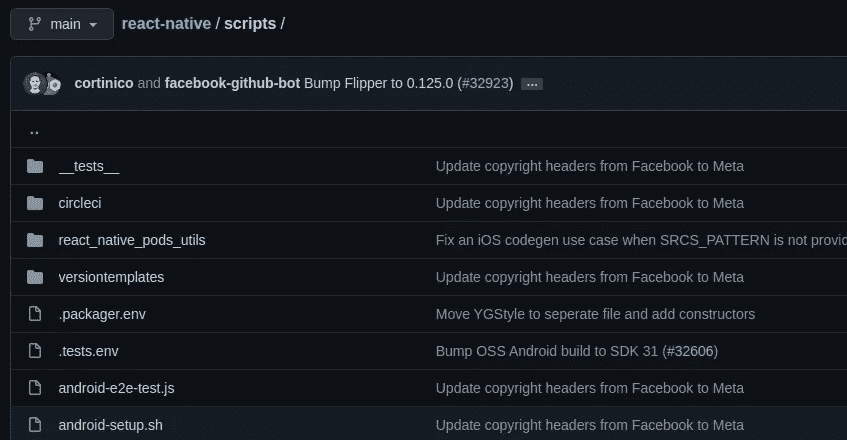 main react-native / scripts /
cortinico and facebook-github-bot Bump Flipper to 0.125.0 (#32923) ...
..
__tests__ Update copyright headers from Facebook to Meta
circleci Update copyright headers from Facebook to Meta
react_native_pods_utils Fix an iOS codegen use case when SRCS_PATTERN is not provid
versiontemplates Update copyright headers from Facebook to Meta
.packager.env Move YGStyle to seperate file and add constructors
.tests.env Bump OSS Android build to SDK 31 (#32606)
android-e2e-test.js Update copyright headers from Facebook to Meta
android-setup.sh Update copyright headers from Facebook to Meta